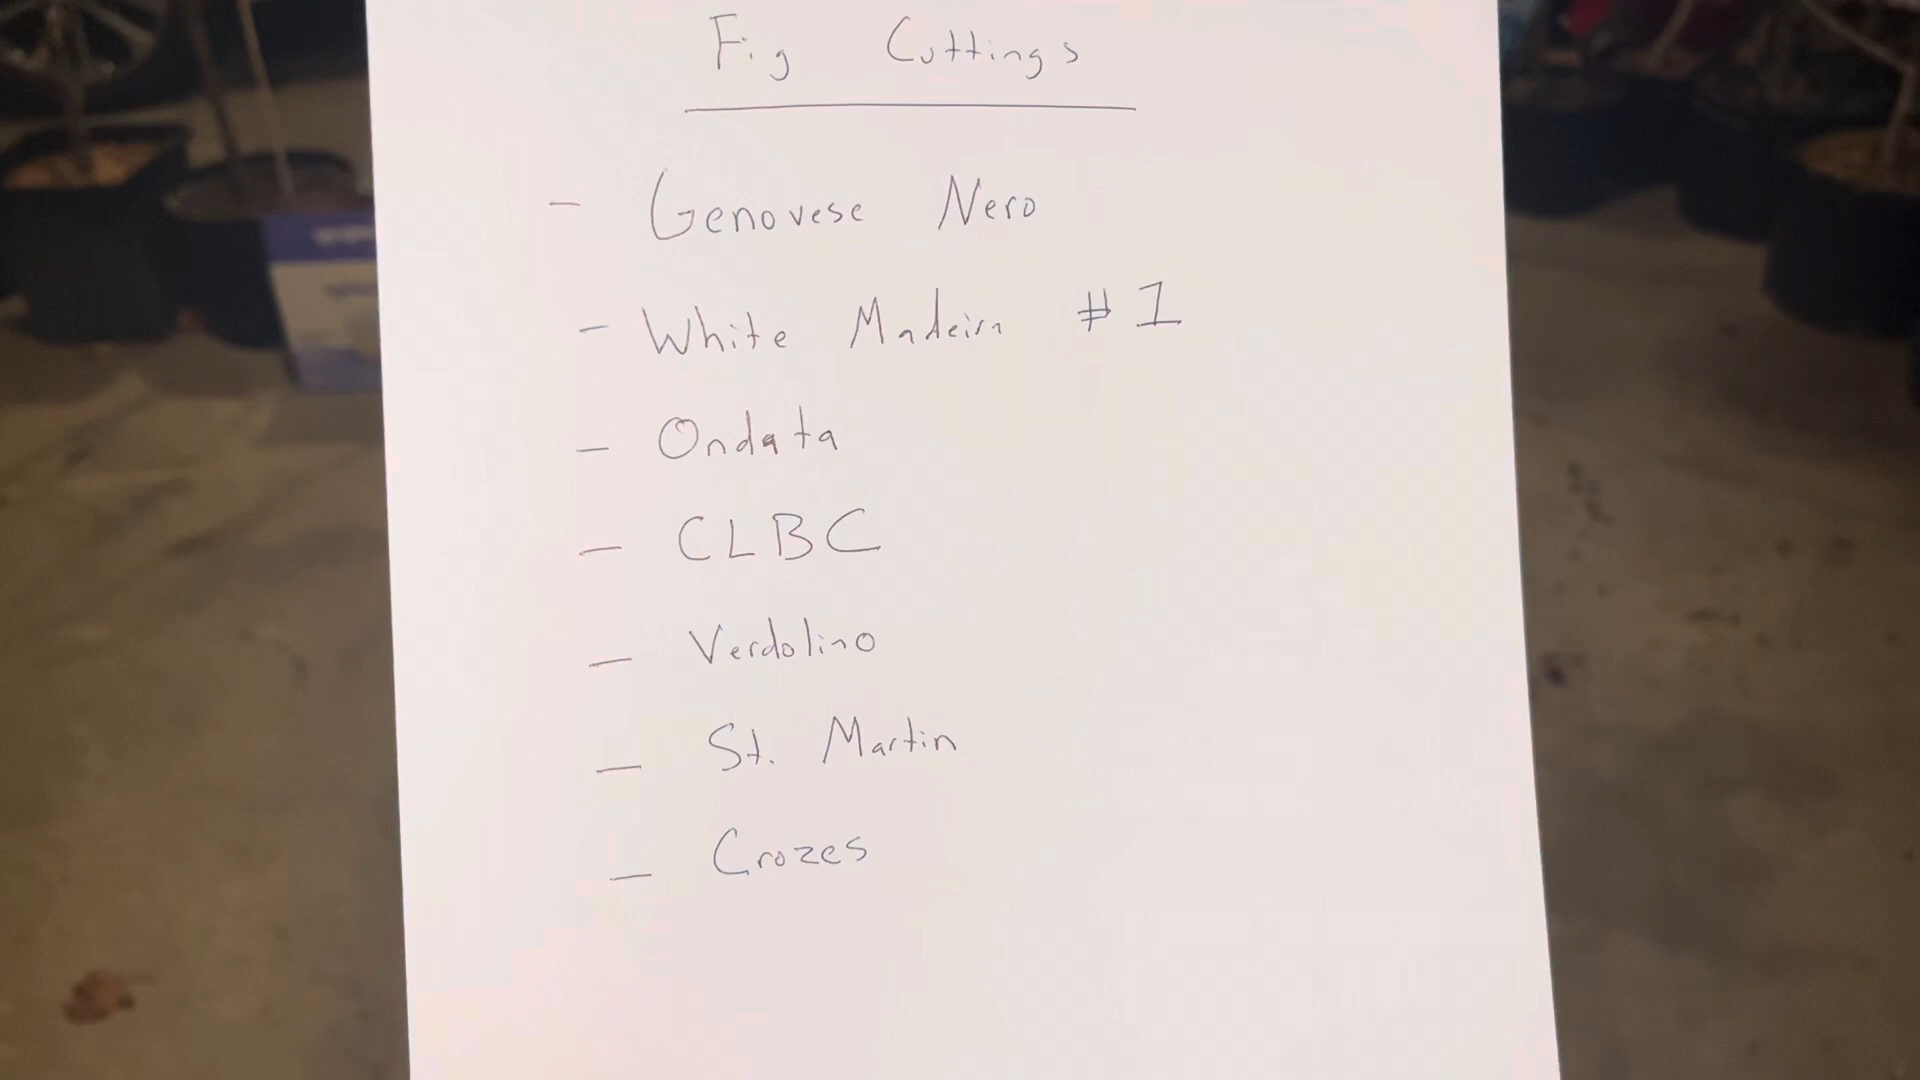 Fig Cuttings
- Genovese Nero
- White Madeira #1
- Ondata
- CLBC
- Verdolino
- St. Martin
- Crozes